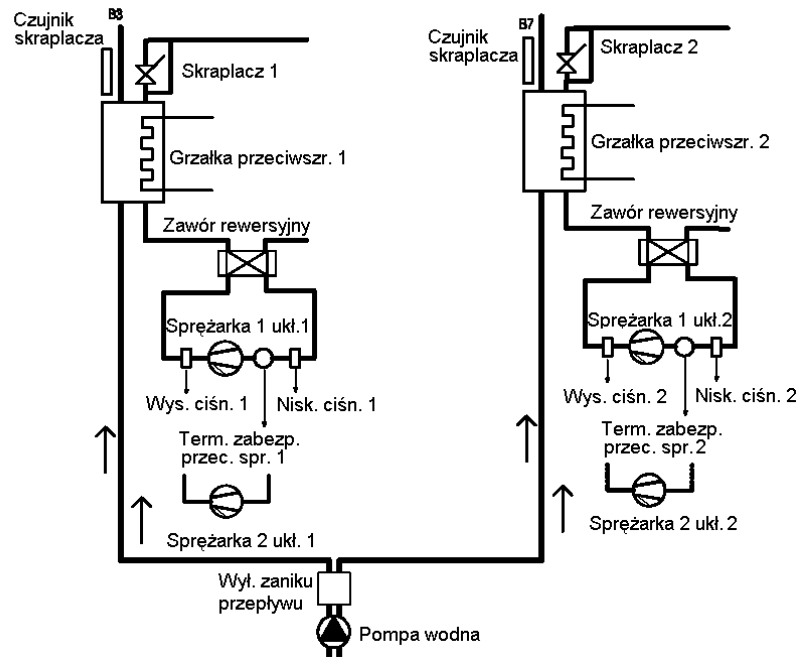 Czujnik
skraplacza
B3
Skraplacz 1
Grzałka przeciwszr. 1
Zawór rewersyjny
Sprężarka 1 ukł.1
Wys. ciśn. 1
Nisk. ciśn. 1
Term. zabezp.
przec. spr. 1
Sprężarka 2 ukł. 1
Czujnik
skraplacza
B7
Skraplacz 2
Grzałka przeciwszr. 2
Zawór rewersyjny
Sprężarka 1 ukł.2
Wys. ciśn. 2
Nisk. ciśn. 2
Term. zabezp.
przec. spr.2
Sprężarka 2 ukł. 2
Wył. zaniku
przepływu
Pompa wodna